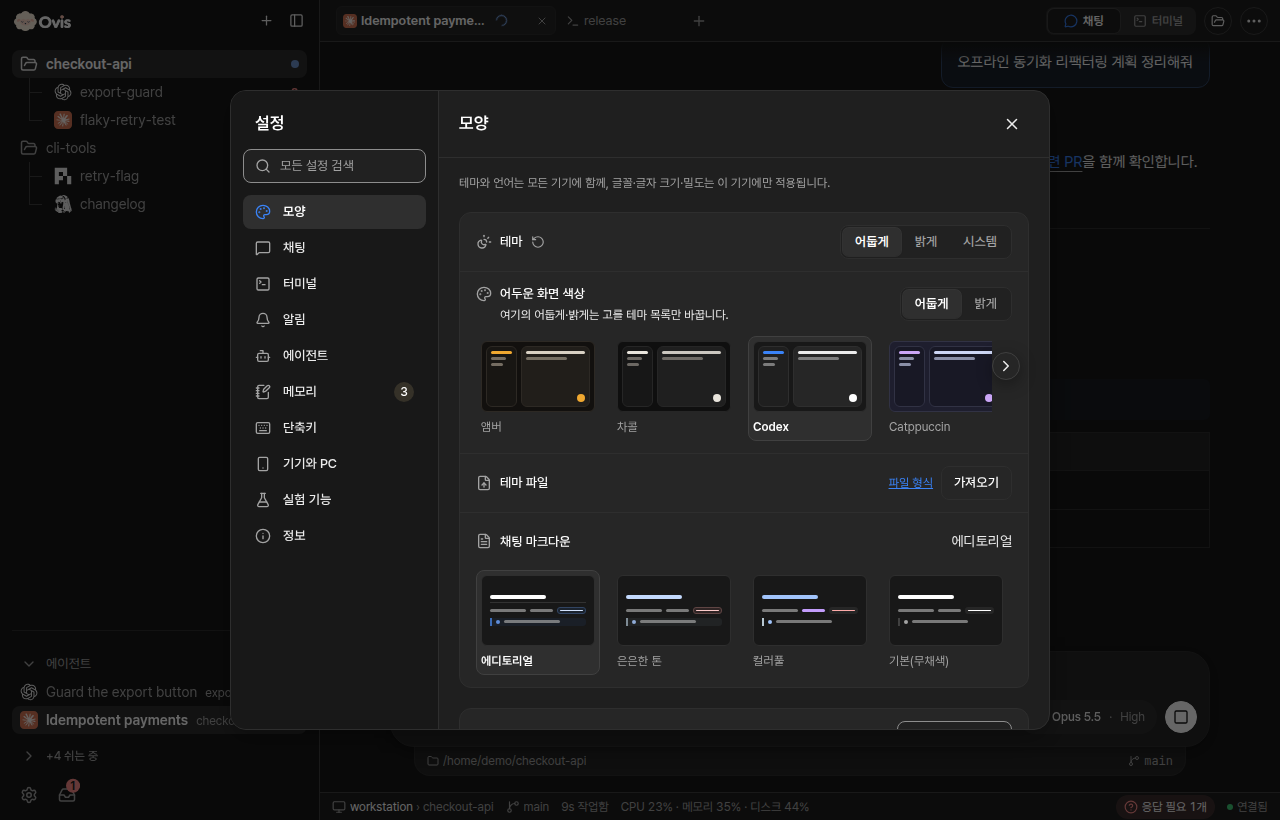 Ovis
Idempotent payme...
release
채팅
터미널
checkout-api
export-guard
flaky-retry-test
cli-tools
retry-flag
changelog
오프라인 동기화 리팩터링 계획 정리해줘
련 PR을 함께 확인합니다.
설정
모든 설정 검색
모양
채팅
터미널
알림
에이전트
메모리
3
단축키
기기와 PC
실험 기능
정보
모양
테마와 언어는 모든 기기에 함께, 글꼴·글자 크기·밀도는 이 기기에만 적용됩니다.
테마
어둡게
밝게
시스템
어두운 화면 색상
여기의 어둡게·밝게는 고를 테마 목록만 바꿉니다.
어둡게
밝게
앰버
차콜
Codex
Catppuccin
테마 파일
파일 형식
가져오기
채팅 마크다운
에디토리얼
에디토리얼
은은한 톤
컬러풀
기본(무채색)
에이전트
Guard the export button expo
Idempotent payments checko
+4 쉬는 중
1
Opus 5.5 · High
/home/demo/checkout-api
main
workstation › checkout-api
main
9s 작업함
CPU 23% · 메모리 35% · 디스크 44%
응답 필요 1개
연결됨